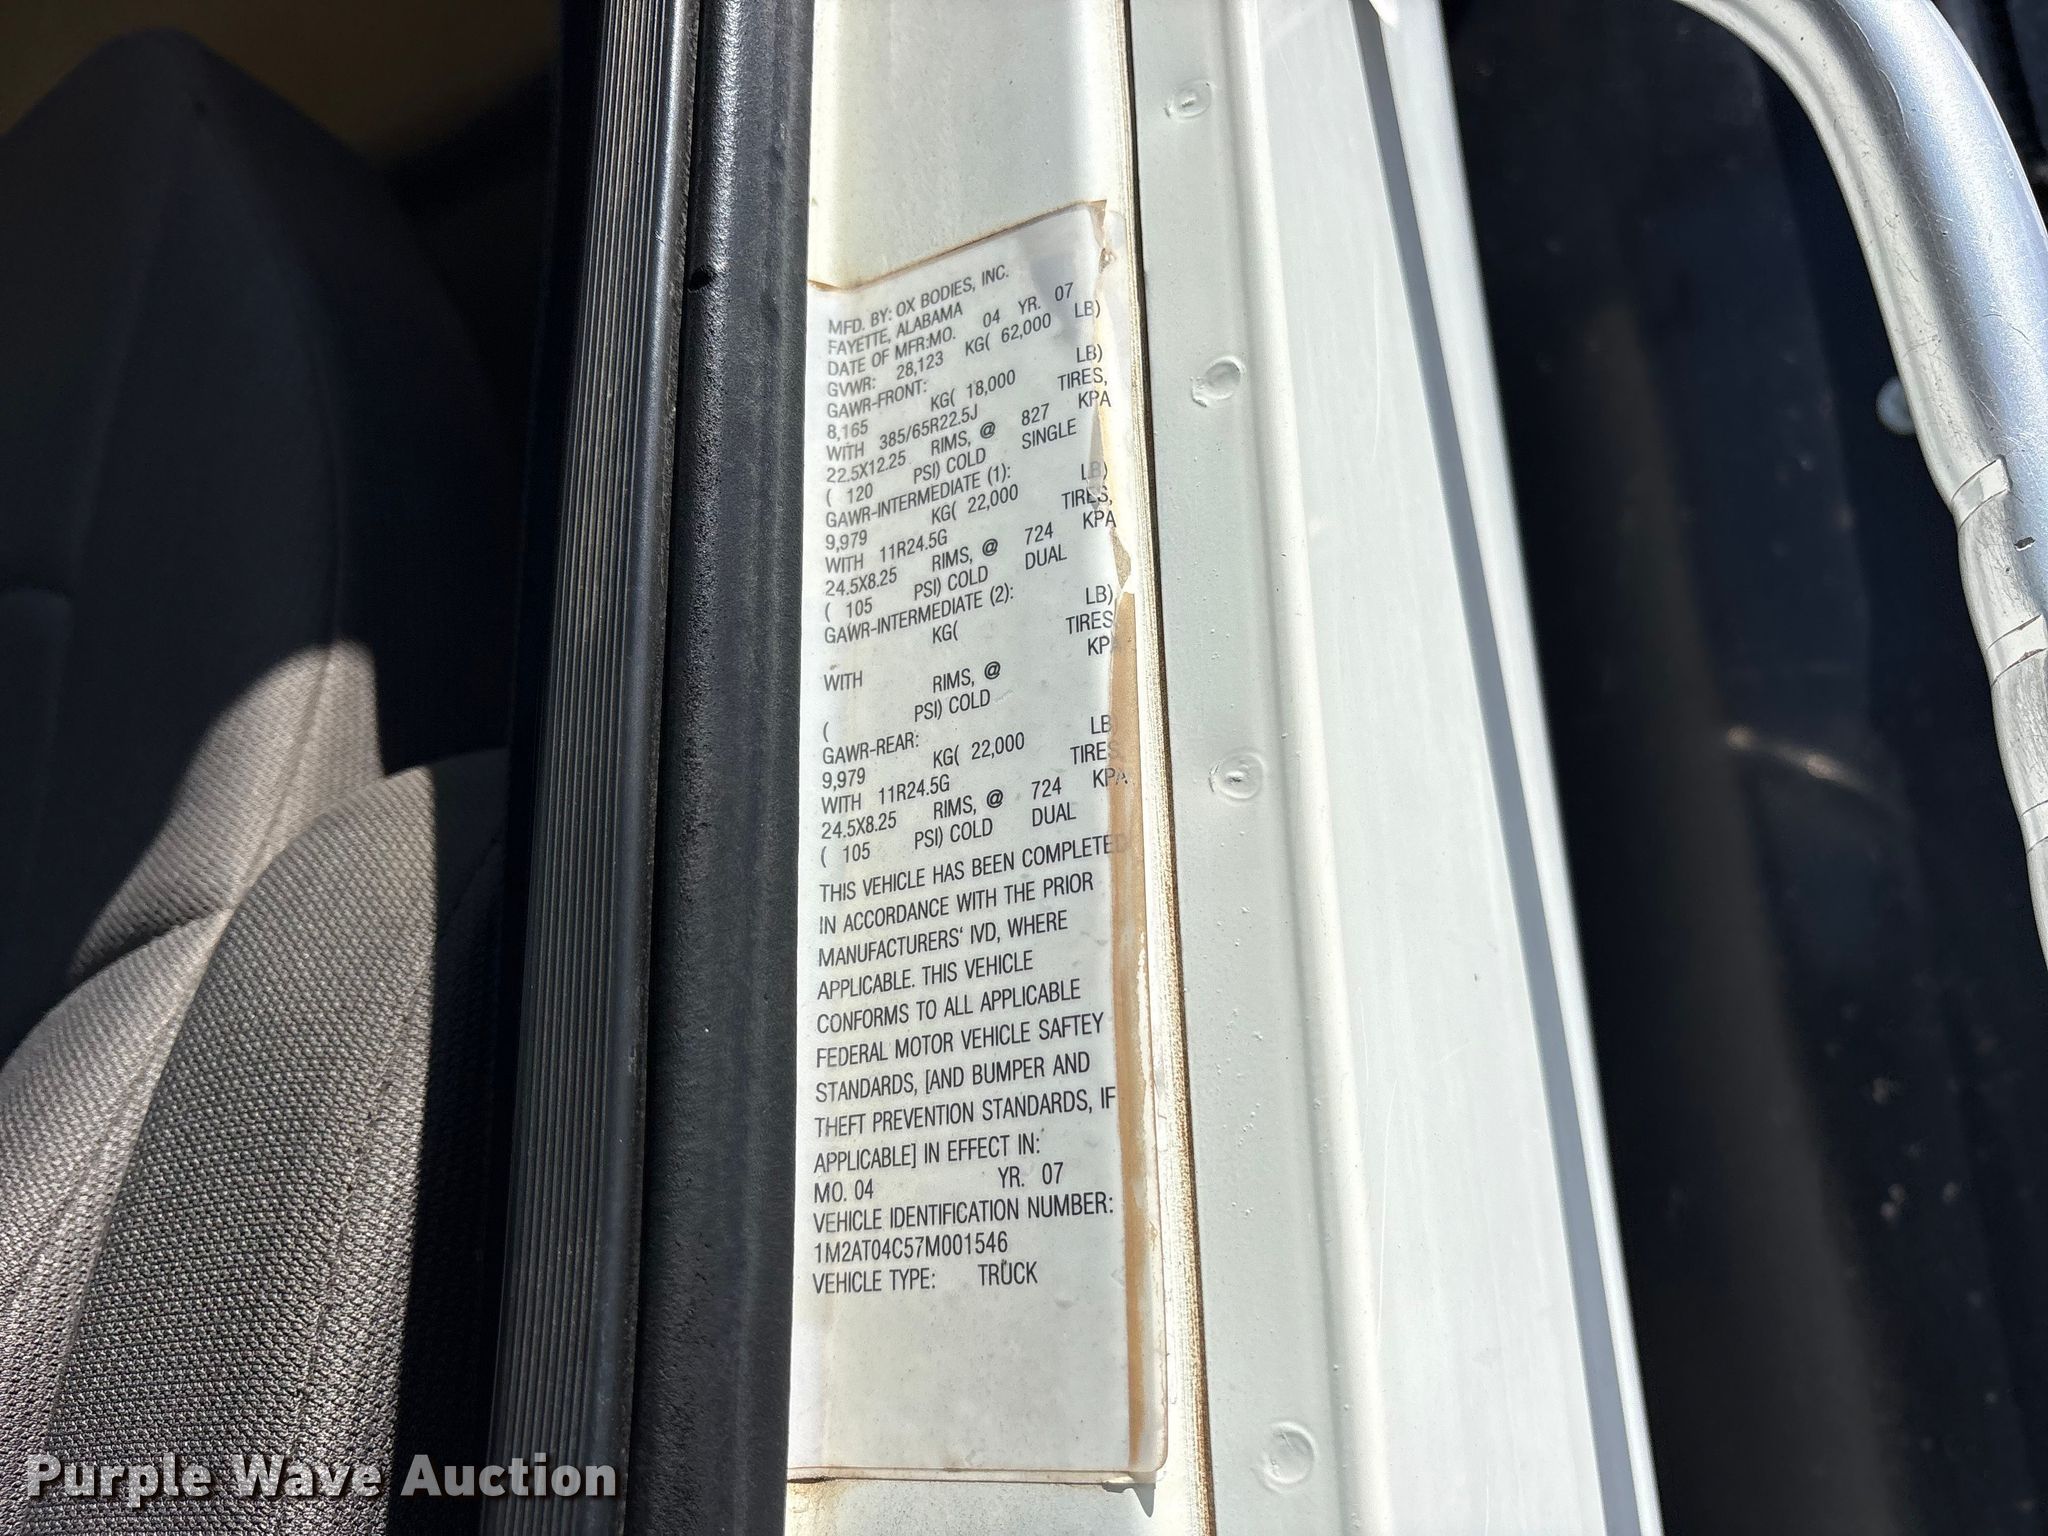 MFD. BY: OX BODIES, INC.
FAYETTE, ALABAMA
DATE OF MFR:MO. 04 YR. 07
GVWR: 28,123 KG( 62,000 LB)
GAWR-FRONT:
8,165 KG( 18,000 LB)
WITH 385/65R22.5J TIRES,
22.5X12.25 RIMS, @ 827 KPA
( 120 PSI) COLD SINGLE
GAWR-INTERMEDIATE (1):
9,979 KG( 22,000 LB)
WITH 11R24.5G TIRES,
24.5X8.25 RIMS, @ 724 KPA
( 105 PSI) COLD DUAL
GAWR-INTERMEDIATE (2):
KG( LB)
WITH TIRES
RIMS, @ KPA
( PSI) COLD
GAWR-REAR:
9,979 KG( 22,000 LB
WITH 11R24.5G TIRES
24.5X8.25 RIMS, @ 724 KPA
( 105 PSI) COLD DUAL
THIS VEHICLE HAS BEEN COMPLETED
IN ACCORDANCE WITH THE PRIOR
MANUFACTURERS' IVD, WHERE
APPLICABLE. THIS VEHICLE
CONFORMS TO ALL APPLICABLE
FEDERAL MOTOR VEHICLE SAFTEY
STANDARDS, [AND BUMPER AND
THEFT PREVENTION STANDARDS, IF
APPLICABLE] IN EFFECT IN:
MO. 04 YR. 07
VEHICLE IDENTIFICATION NUMBER:
1M2AT04C57M001546
VEHICLE TYPE: TRUCK
Purple Wave Auction